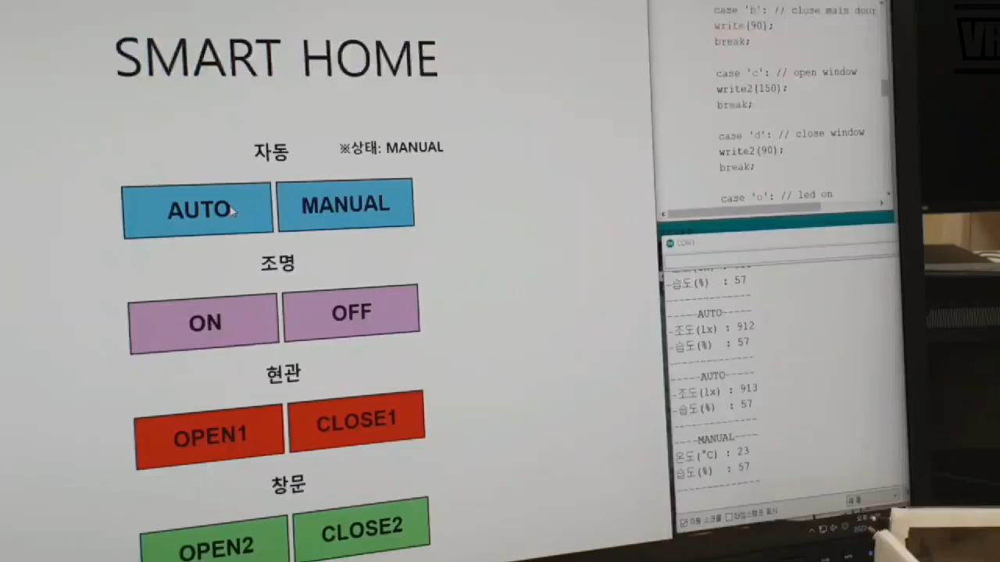 SMART HOME
자동
※상태: MANUAL
AUTO
MANUAL
조명
ON
OFF
현관
OPEN1
CLOSE1
창문
OPEN2
CLOSE2
case 'b': // close main door
write(90);
break;
case 'c': // open window
write2(150);
break;
case 'd': // close window
write2(90);
break;
case 'o': // led on
-습도(%) : 57
---------------
-----AUTO-----
-조도(lx) : 912
-습도(%) : 57
---------------
-----AUTO-----
-조도(lx) : 913
-습도(%) : 57
---------------
----MANUAL----
온도(°C) : 23
습도(%) : 57
---------------
자동 스크롤
타임스탬프 표시